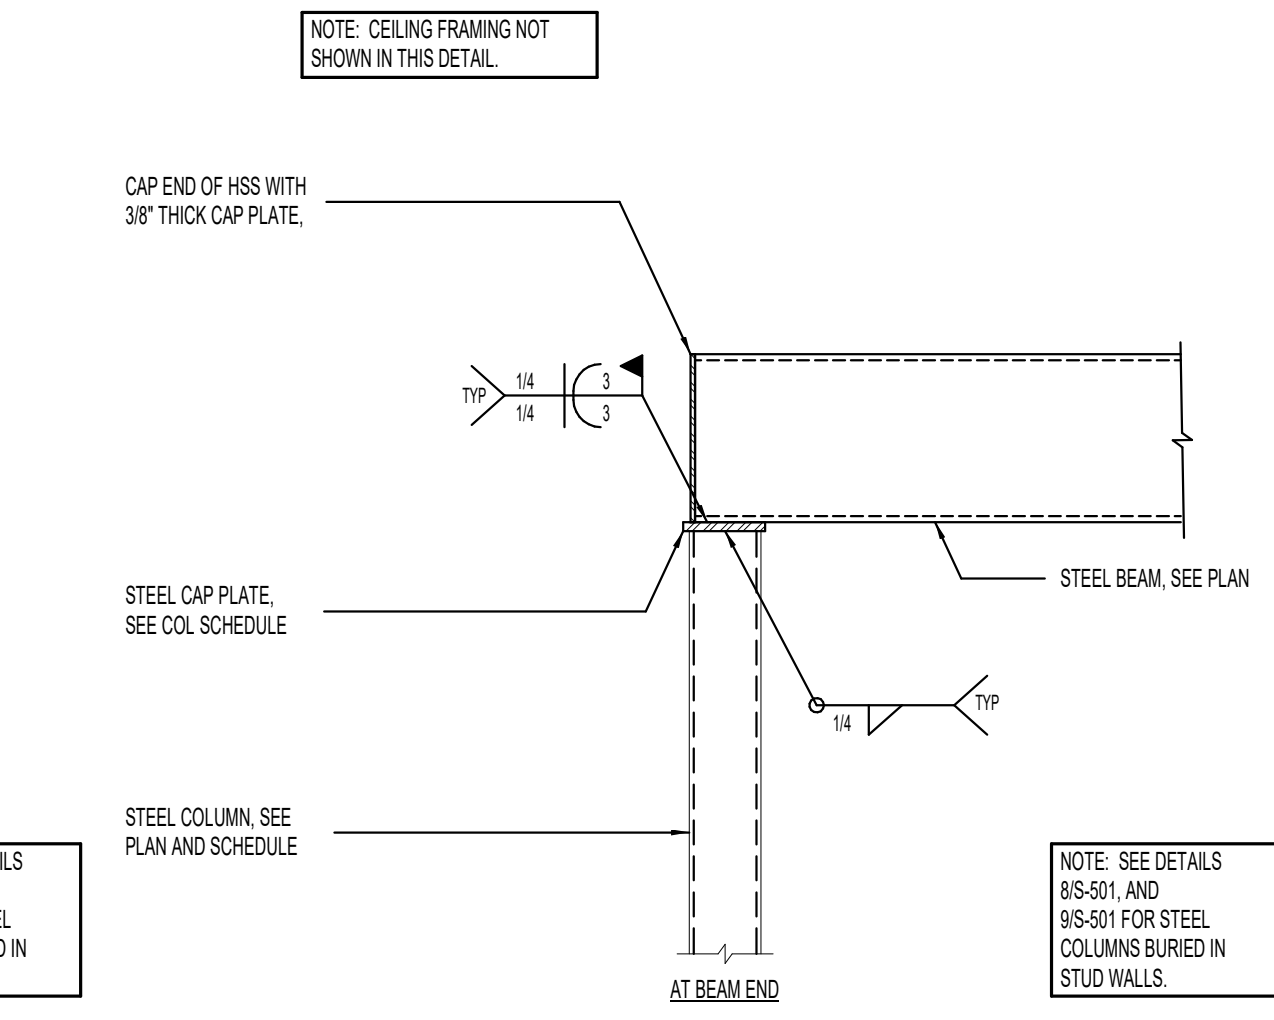 NOTE: CEILING FRAMING NOT
SHOWN IN THIS DETAIL.
CAP END OF HSS WITH
3/8" THICK CAP PLATE,
TYP
1/4
3
1/4
3
STEEL BEAM, SEE PLAN
STEEL CAP PLATE,
SEE COL SCHEDULE
1/4
TYP
STEEL COLUMN, SEE
PLAN AND SCHEDULE
IN
NOTE: SEE DETAILS
8/S-501, AND
9/S-501 FOR STEEL
COLUMNS BURIED IN
STUD WALLS.
AT BEAM END